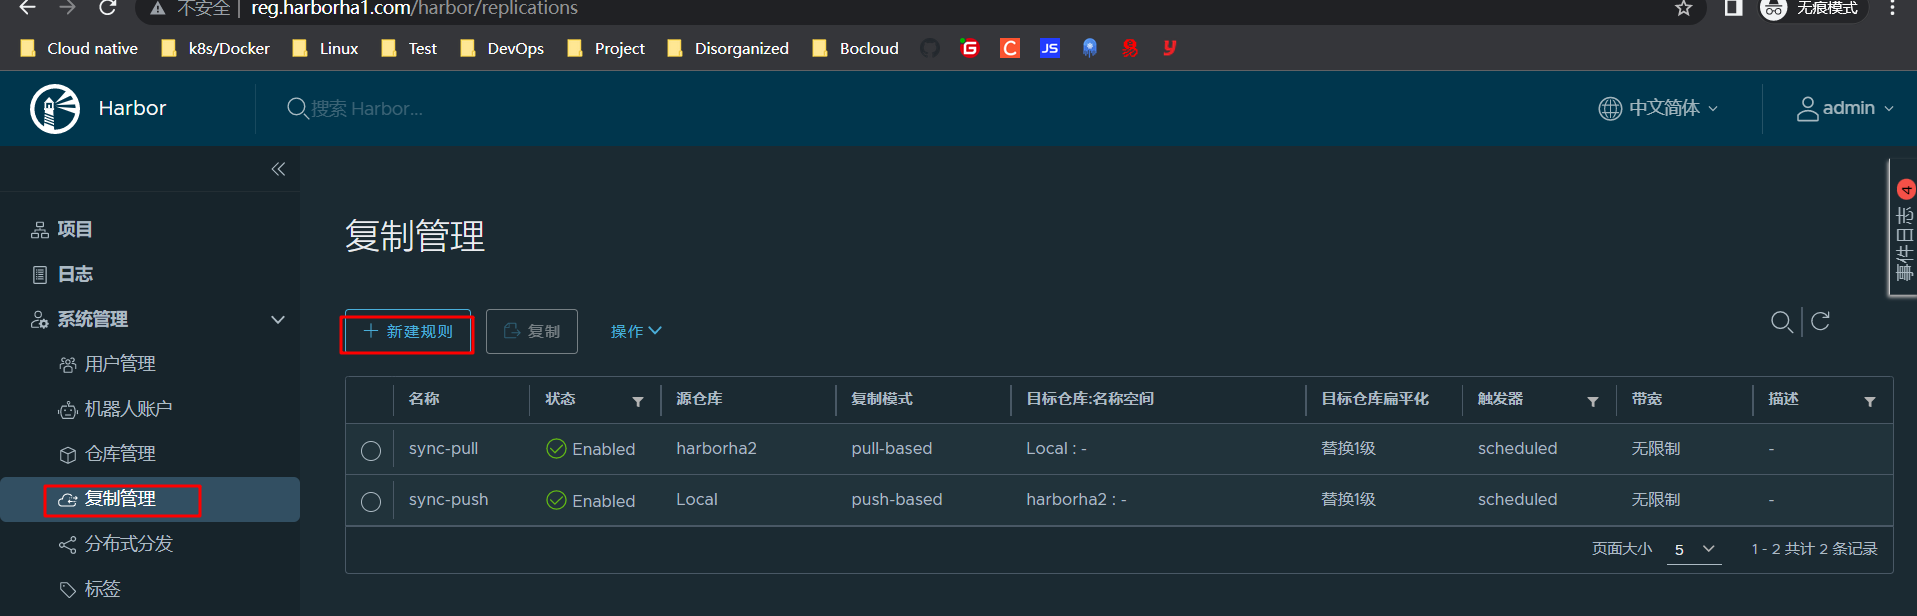 不安全 reg.harborha1.com/harbor/replications 无痕模式
Cloud native k8s/Docker Linux Test DevOps Project Disorganized Bocloud
Harbor 搜索 Harbor... 中文简体 admin
项目
日志
系统管理
用户管理
机器人账户
仓库管理
复制管理
分布式分发
标签
复制管理
新建规则 复制 操作
名称 状态 源仓库 复制模式 目标仓库:名称空间 目标仓库扁平化 触发器 带宽 描述
sync-pull Enabled harborha2 pull-based Local : - 替换1级 scheduled 无限制 -
sync-push Enabled Local push-based harborha2 : - 替换1级 scheduled 无限制 -
页面大小 5 1 - 2 共计 2 条记录
4 事件日志